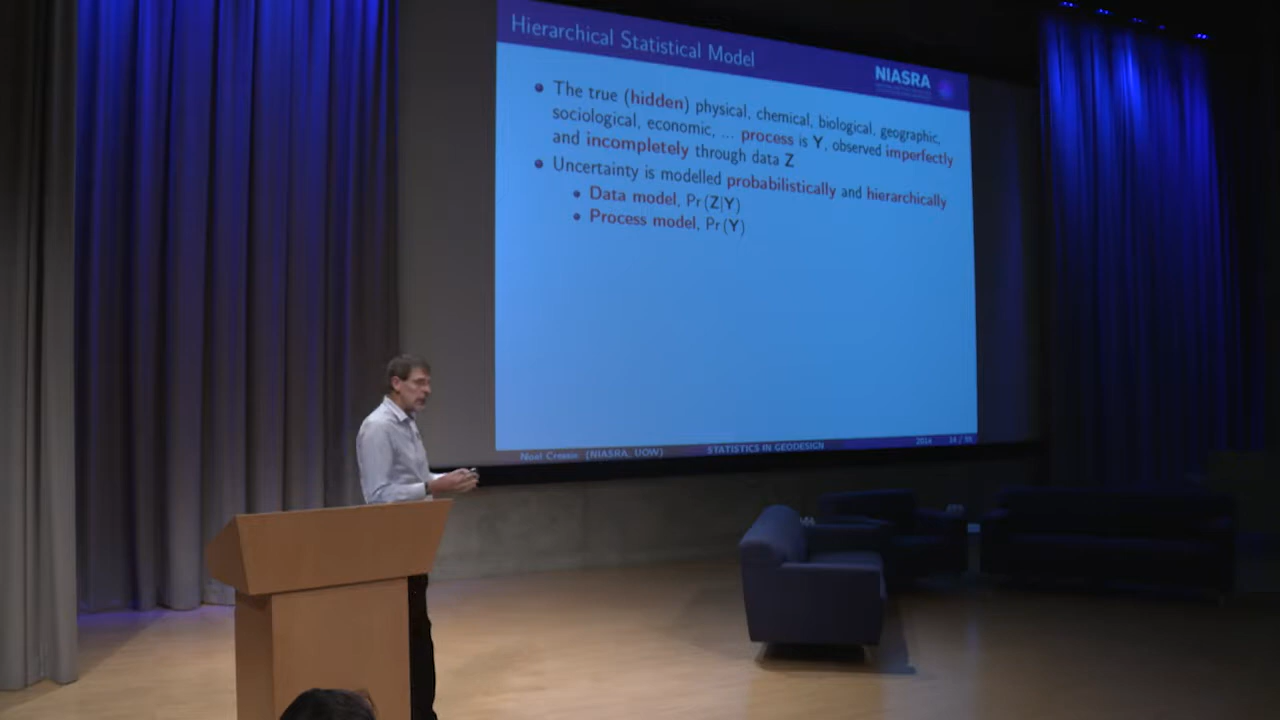 Hierarchical Statistical Model
NIASRA
The true (hidden) physical, chemical, biological, geographic,
sociological, economic, ... process is Y, observed imperfectly
and incompletely through data Z
Uncertainty is modelled probabilistically and hierarchically
Data model, Pr(Z|Y)
Process model, Pr(Y)
Noel Cressie (NIASRA, UOW)
STATISTICS IN GEODESIGN
2014